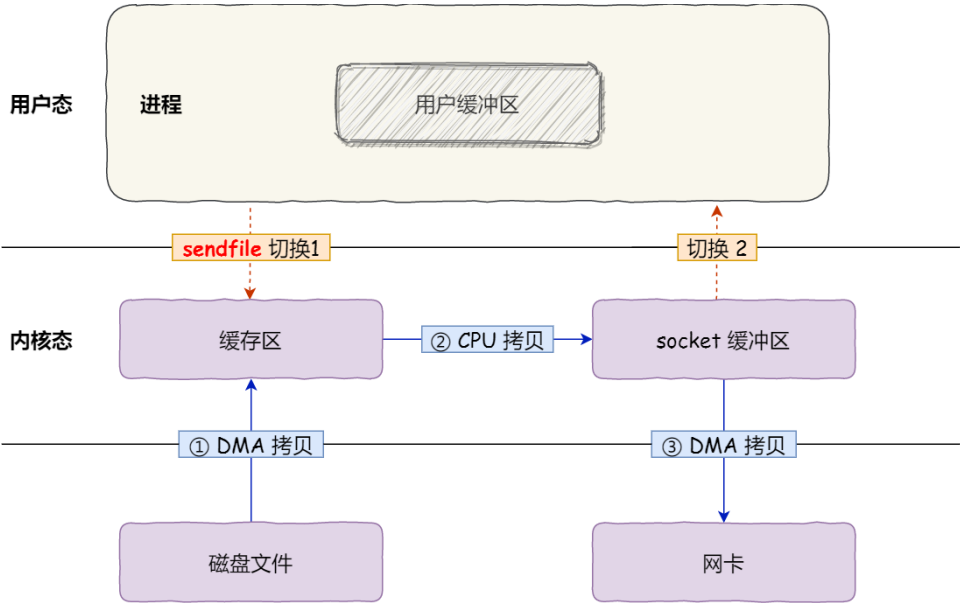 用户态
进程
用户缓冲区
sendfile 切换1
切换 2
内核态
缓存区
② CPU 拷贝
socket 缓冲区
① DMA 拷贝
③ DMA 拷贝
磁盘文件
网卡